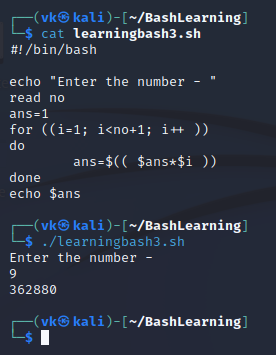 ┌──(vk㉿kali)-[~/BashLearning]
└─$ cat learningbash3.sh
#!/bin/bash

echo "Enter the number - "
read no
ans=1
for ((i=1; i<no+1; i++ ))
do
        ans=$(( $ans*$i ))
done
echo $ans

┌──(vk㉿kali)-[~/BashLearning]
└─$ ./learningbash3.sh
Enter the number -
9
362880

┌──(vk㉿kali)-[~/BashLearning]
└─$